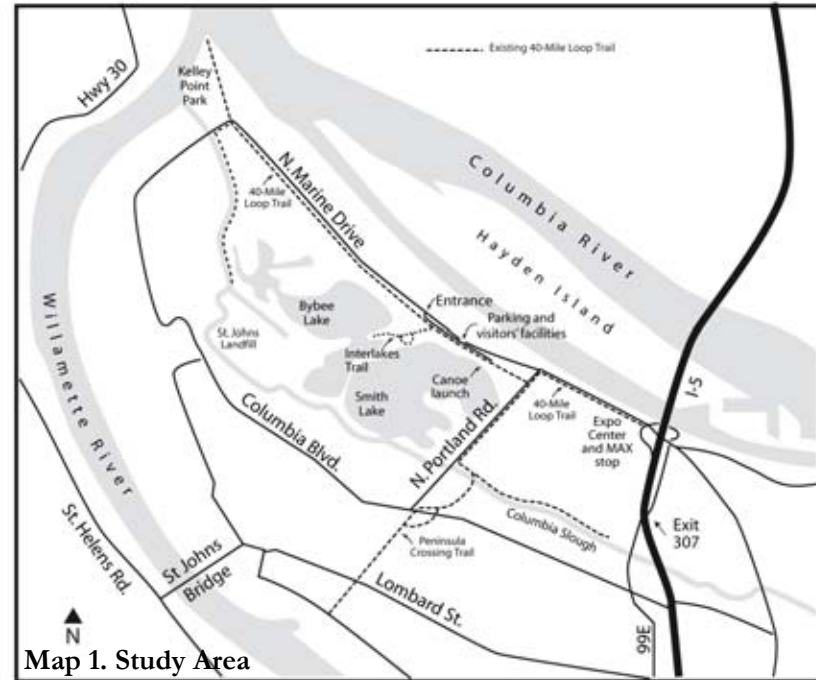 Existing 40-Mile Loop Trail
Hwy 30
Kelley
Point
Park
40-Mile
Loop Trail
N. Marine Drive
Columbia River
Hayden Island
Entrance
Parking and
visitors' facilities
Bybee
Lake
St. Johns
Landfill
Interlakes
Trail
Smith
Lake
Canoe
launch
N. Portland Rd.
40-Mile
Loop Trail
Expo
Center
and MAX
stop
I-5
Willamette River
Columbia Blvd.
Columbia Slough
Exit
307
Peninsula
Crossing Trail
St. Helens Rd.
St Johns
Bridge
Lombard St.
99E
N
Map 1. Study Area